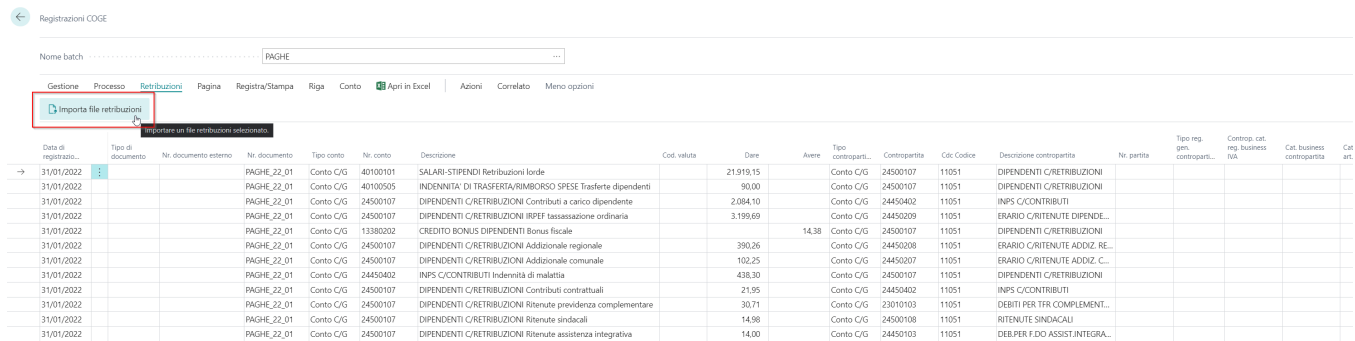 Registrazioni COGE
Nome batch PAGHE ...
Gestione Processo Retribuzioni Pagina Registra/Stampa Riga Conto Apri in Excel Azioni Correlato Meno opzioni
Importa file retribuzioni
Importare un file retribuzioni selezionato.
Data di registrazio... Tipo di documento Nr. documento esterno Nr. documento Tipo conto Nr. conto Descrizione Cod. valuta Dare Avere Tipo controparti... Contropartita Cdc Codice Descrizione contropartita Nr. partita Tipo reg. gen. controparti... Controp. cat. reg. business IVA Cat. business contropartita Cat art.
31/01/2022 PAGHE_22_01 Conto C/G 40100101 SALARI-STIPENDI Retribuzioni lorde 21.919,15 Conto C/G 24500107 11051 DIPENDENTI C/RETRIBUZIONI
31/01/2022 PAGHE_22_01 Conto C/G 40100505 INDENNITA' DI TRASFERTA/RIMBORSO SPESE Trasferte dipendenti 90,00 Conto C/G 24500107 11051 DIPENDENTI C/RETRIBUZIONI
31/01/2022 PAGHE_22_01 Conto C/G 24500107 DIPENDENTI C/RETRIBUZIONI Contributi a carico dipendente 2.084,10 Conto C/G 24450402 11051 INPS C/CONTRIBUTI
31/01/2022 PAGHE_22_01 Conto C/G 24500107 DIPENDENTI C/RETRIBUZIONI IRPEF tassassazione ordinaria 3.199,69 Conto C/G 24450209 11051 ERARIO C/RITENUTE DIPENDE...
31/01/2022 PAGHE_22_01 Conto C/G 13380202 CREDITO BONUS DIPENDENTI Bonus fiscale 14,38 Conto C/G 24500107 11051 DIPENDENTI C/RETRIBUZIONI
31/01/2022 PAGHE_22_01 Conto C/G 24500107 DIPENDENTI C/RETRIBUZIONI Addizionale regionale 390,26 Conto C/G 24450208 11051 ERARIO C/RITENUTE ADDIZ. RE...
31/01/2022 PAGHE_22_01 Conto C/G 24500107 DIPENDENTI C/RETRIBUZIONI Addizionale comunale 102,25 Conto C/G 24450207 11051 ERARIO C/RITENUTE ADDIZ. C...
31/01/2022 PAGHE_22_01 Conto C/G 24450402 INPS C/CONTRIBUTI Indennità di malattia 438,30 Conto C/G 24500107 11051 DIPENDENTI C/RETRIBUZIONI
31/01/2022 PAGHE_22_01 Conto C/G 24500107 DIPENDENTI C/RETRIBUZIONI Contributi contrattuali 21,95 Conto C/G 24450402 11051 INPS C/CONTRIBUTI
31/01/2022 PAGHE_22_01 Conto C/G 24500107 DIPENDENTI C/RETRIBUZIONI Ritenute previdenza complementare 30,71 Conto C/G 23010103 11051 DEBITI PER TFR COMPLEMENT...
31/01/2022 PAGHE_22_01 Conto C/G 24500107 DIPENDENTI C/RETRIBUZIONI Ritenute sindacali 14,98 Conto C/G 24500108 11051 RITENUTE SINDACALI
31/01/2022 PAGHE_22_01 Conto C/G 24500107 DIPENDENTI C/RETRIBUZIONI Ritenute assistenza integrativa 14,00 Conto C/G 24450103 11051 DEB.PER F.DO ASSIST.INTEGRA...